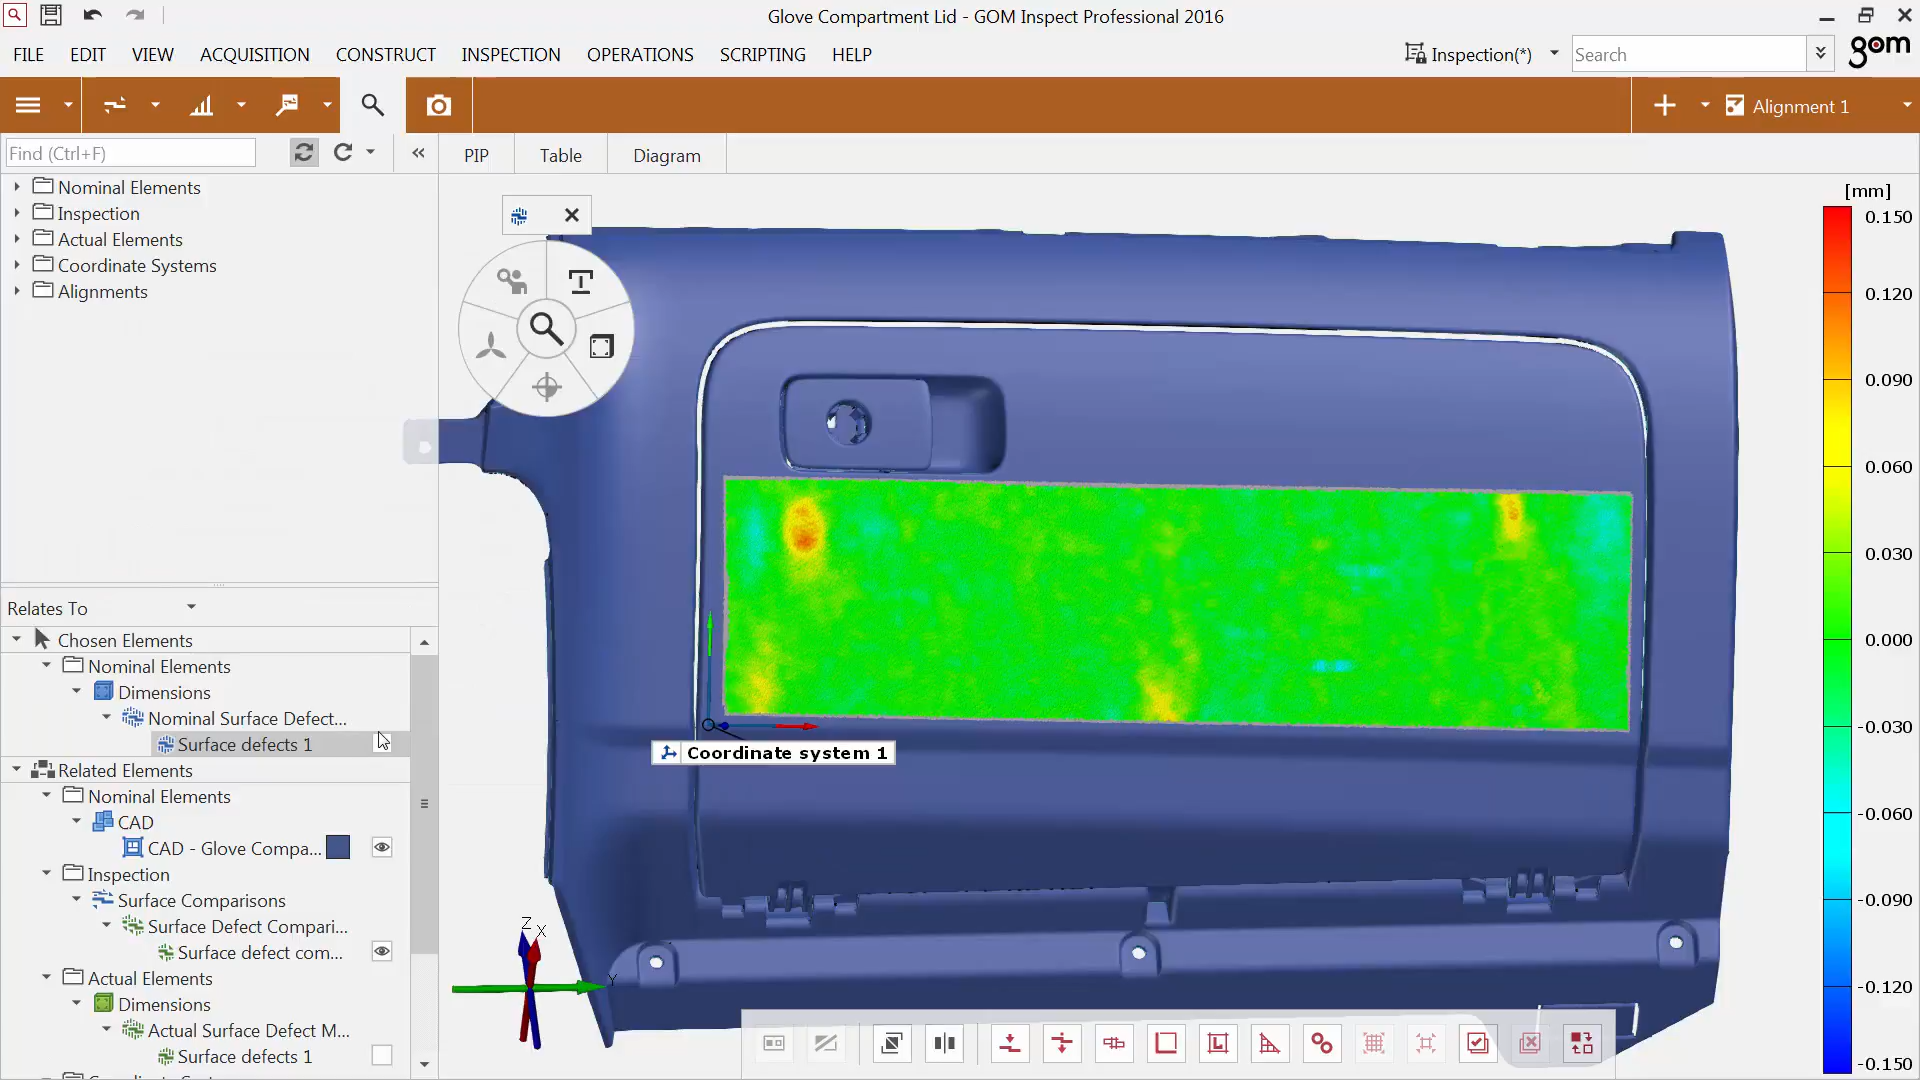 Glove Compartment Lid - GOM Inspect Professional 2016
FILE EDIT VIEW ACQUISITION CONSTRUCT INSPECTION OPERATIONS SCRIPTING HELP
Inspection(*)
Search
gom
Alignment 1
Find (Ctrl+F)
PIP Table Diagram
Nominal Elements
Inspection
Actual Elements
Coordinate Systems
Alignments
Relates To
Chosen Elements
Nominal Elements
Dimensions
Nominal Surface Defect...
Surface defects 1
Related Elements
Nominal Elements
CAD
CAD - Glove Compa...
Inspection
Surface Comparisons
Surface Defect Compari...
Surface defect com...
Actual Elements
Dimensions
Actual Surface Defect M...
Surface defects 1
Coordinate system 1
Z
X
Y
[mm]
0.150
0.120
0.090
0.060
0.030
0.000
-0.030
-0.060
-0.090
-0.120
-0.150